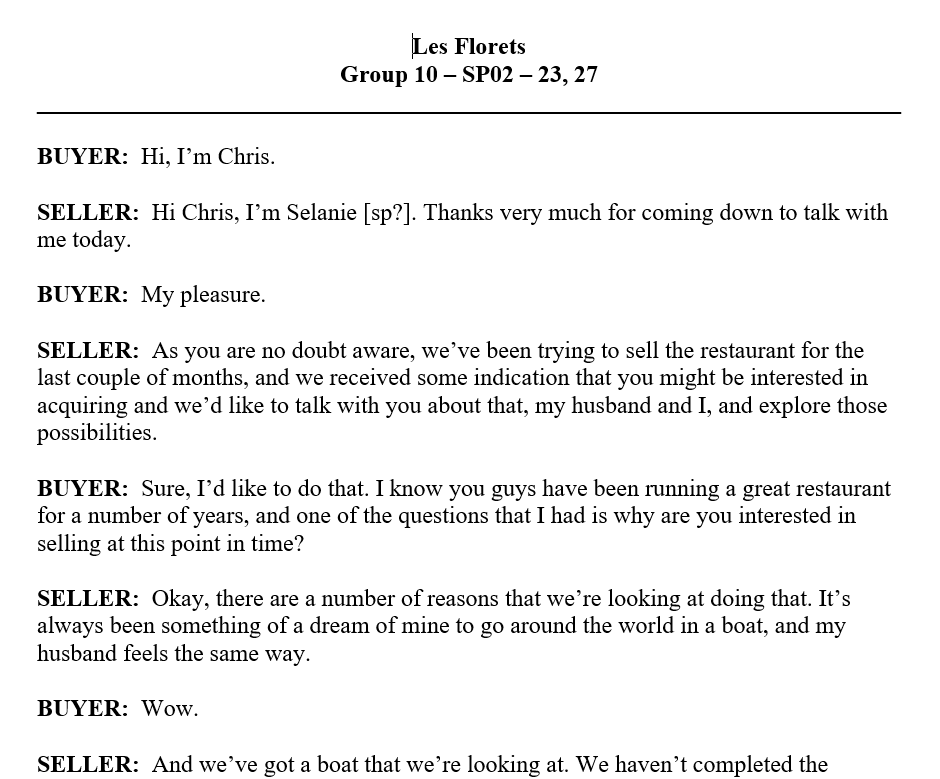 Les Florets
Group 10 – SP02 – 23, 27
BUYER:  Hi, I’m Chris.
SELLER:  Hi Chris, I’m Selanie [sp?]. Thanks very much for coming down to talk with
me today.
BUYER:  My pleasure.
SELLER:  As you are no doubt aware, we’ve been trying to sell the restaurant for the
last couple of months, and we received some indication that you might be interested in
acquiring and we’d like to talk with you about that, my husband and I, and explore those
possibilities.
BUYER:  Sure, I’d like to do that. I know you guys have been running a great restaurant
for a number of years, and one of the questions that I had is why are you interested in
selling at this point in time?
SELLER:  Okay, there are a number of reasons that we’re looking at doing that. It’s
always been something of a dream of mine to go around the world in a boat, and my
husband feels the same way.
BUYER:  Wow.
SELLER:  And we’ve got a boat that we’re looking at. We haven’t completed the